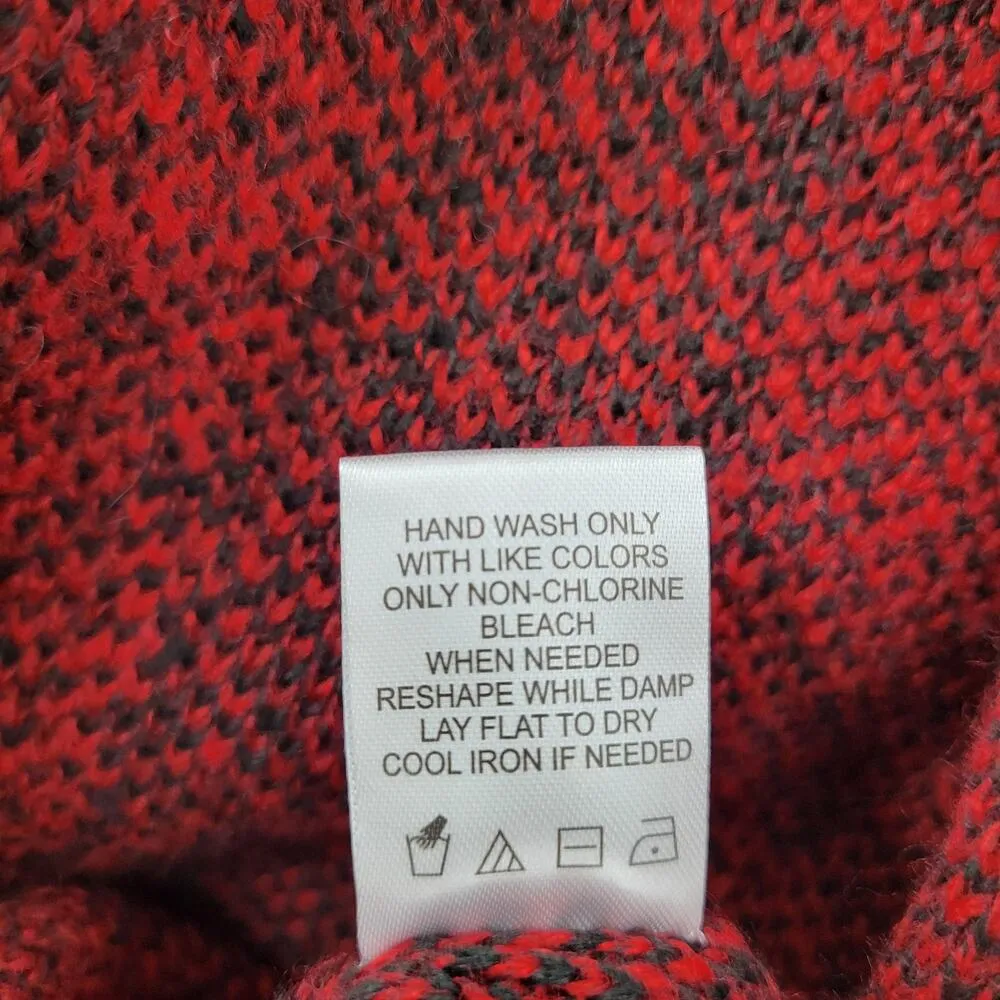 HAND WASH ONLY
WITH LIKE COLORS
ONLY NON-CHLORINE
BLEACH
WHEN NEEDED
RESHAPE WHILE DAMP
LAY FLAT TO DRY
COOL IRON IF NEEDED